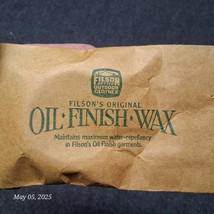 FILSON
OUTDOOR
CLOTHES
FILSON'S ORIGINAL
OIL·FINISH·WAX
Maintains maximum water-repellency
in Filson's Oil Finish garments.
May 05, 2025